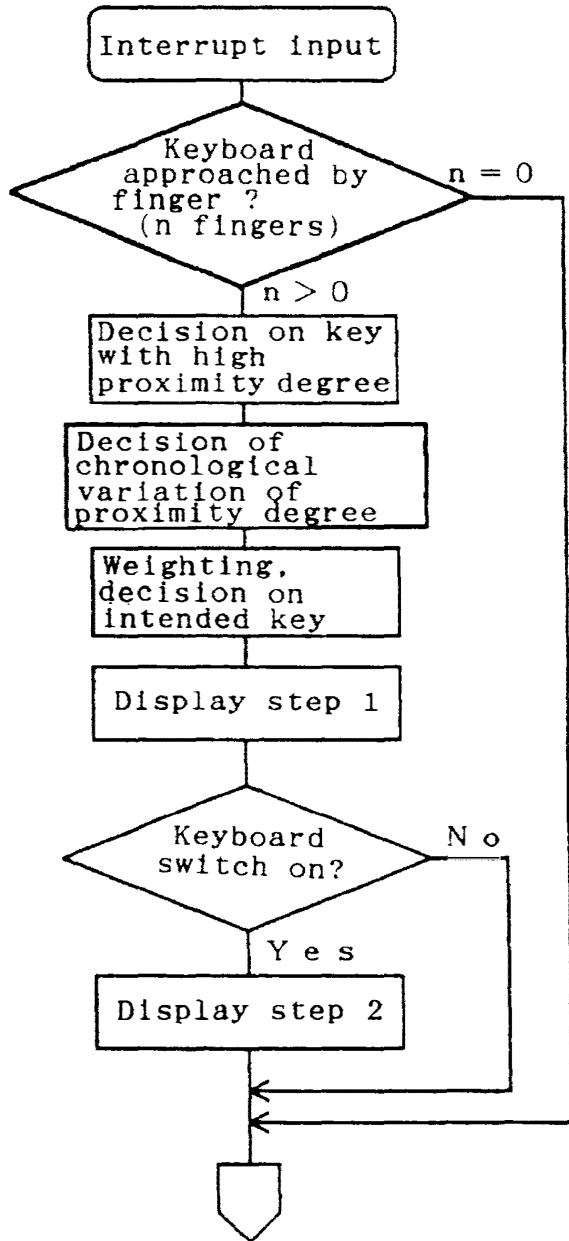 Interrupt input
Keyboard
approached by
finger ?
(n fingers)
n = 0
n > 0
Decision on key
with high
proximity degree
Decision of
chronological
variation of
proximity degree
Weighting,
decision on
intended key
Display step 1
Keyboard
switch on?
N o
Y e s
Display step 2